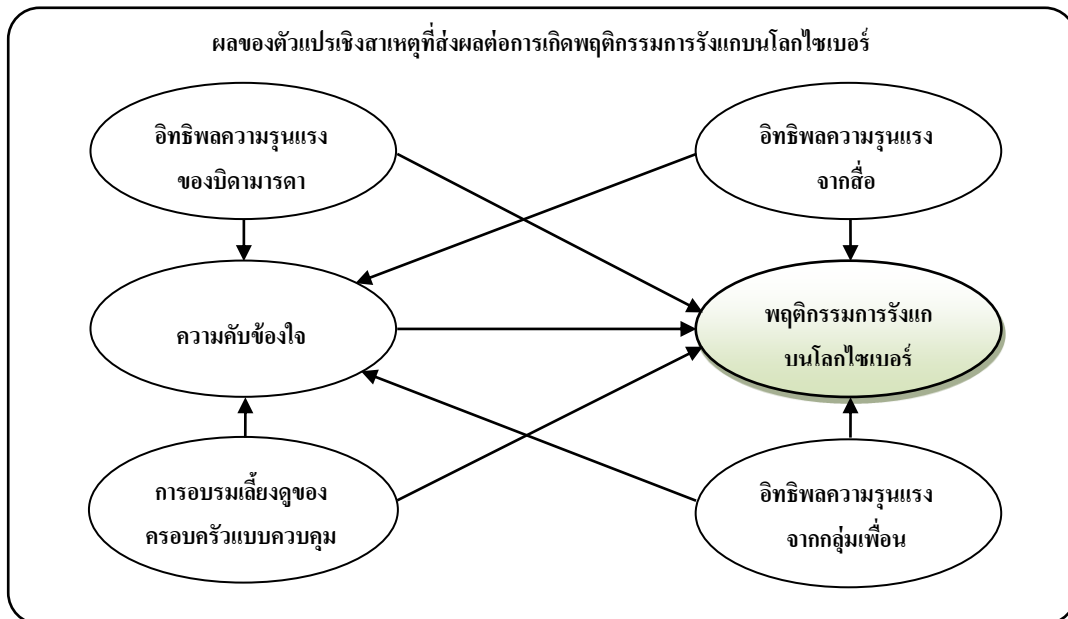 ผลของตัวแปรเชิงสาเหตุที่ส่งผลต่อการเกิดพฤติกรรมการรังแกบนโลกไซเบอร์
อิทธิพลความรุนแรง
ของบิดามารดา
อิทธิพลความรุนแรง
จากสื่อ
ความคับข้องใจ
พฤติกรรมการรังแก
บนโลกไซเบอร์
การอบรมเลี้ยงดูของ
ครอบครัวแบบควบคุม
อิทธิพลความรุนแรง
จากกลุ่มเพื่อน